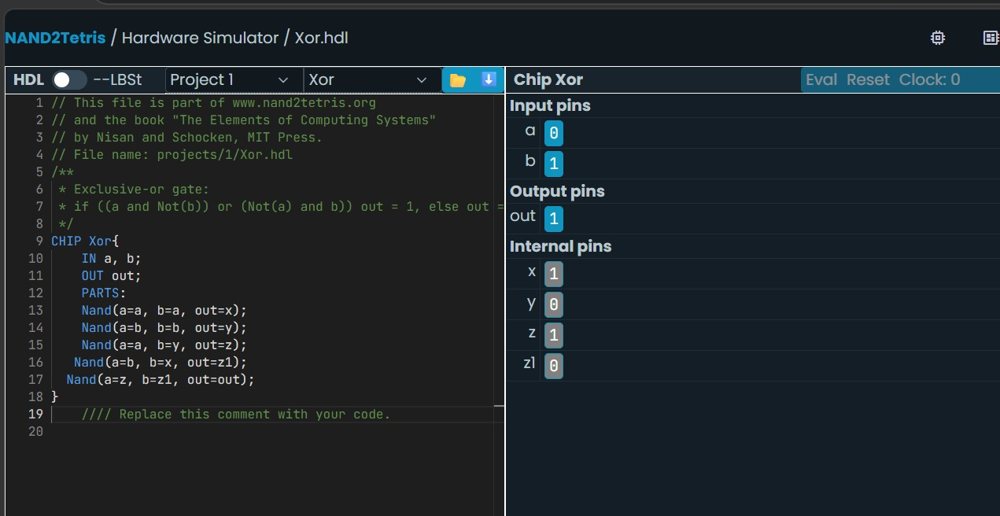 NAND2Tetris / Hardware Simulator / Xor.hdl
HDL --LBSt Project 1 Xor
1 // This file is part of www.nand2tetris.org
2 // and the book "The Elements of Computing Systems"
3 // by Nisan and Schocken, MIT Press.
4 // File name: projects/1/Xor.hdl
5 /**
6 * Exclusive-or gate:
7 * if ((a and Not(b)) or (Not(a) and b)) out = 1, else out =
8 */
9 CHIP Xor{
10 IN a, b;
11 OUT out;
12 PARTS:
13 Nand(a=a, b=a, out=x);
14 Nand(a=b, b=b, out=y);
15 Nand(a=a, b=y, out=z);
16 Nand(a=b, b=x, out=z1);
17 Nand(a=z, b=z1, out=out);
18 }
19 //// Replace this comment with your code.
20
Chip Xor Eval Reset Clock: 0
Input pins
a 0
b 1
Output pins
out 1
Internal pins
x 1
y 0
z 1
z1 0